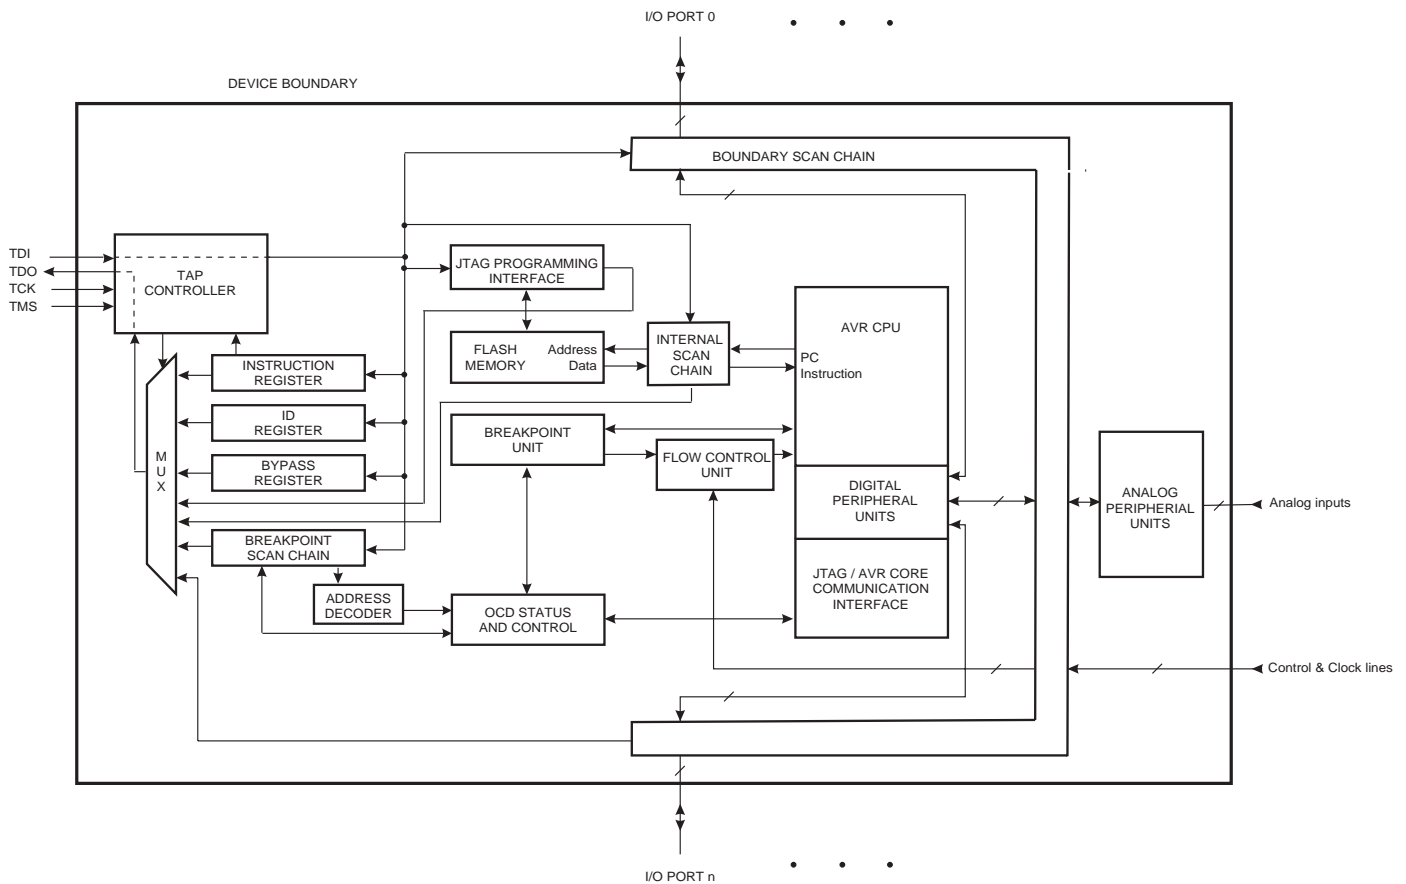 I/O PORT 0
DEVICE BOUNDARY
BOUNDARY SCAN CHAIN
TDI
TDO
TCK
TMS
TAP
CONTROLLER
JTAG PROGRAMMING
INTERFACE
AVR CPU
FLASH
MEMORY
Address
Data
INTERNAL
SCAN
CHAIN
PC
Instruction
INSTRUCTION
REGISTER
ID
REGISTER
BREAKPOINT
UNIT
FLOW CONTROL
UNIT
M
U
X
BYPASS
REGISTER
DIGITAL
PERIPHERAL
UNITS
ANALOG
PERIPHERIAL
UNITS
Analog inputs
BREAKPOINT
SCAN CHAIN
ADDRESS
DECODER
OCD STATUS
AND CONTROL
JTAG / AVR CORE
COMMUNICATION
INTERFACE
Control & Clock lines
I/O PORT n